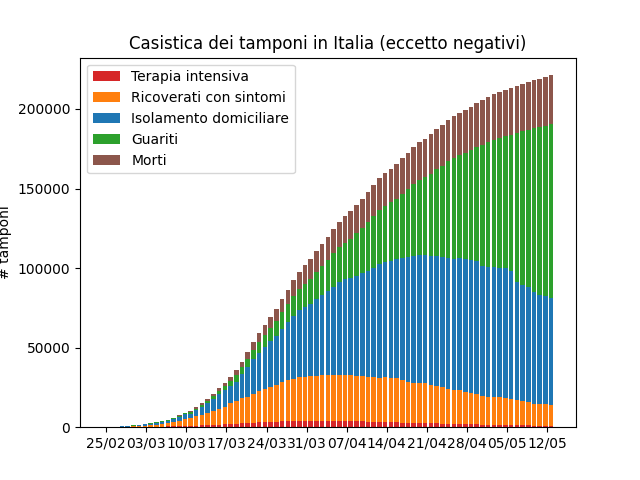 Casistica dei tamponi in Italia (eccetto negativi)
Terapia intensiva
Ricoverati con sintomi
Isolamento domiciliare
Guariti
Morti
200000
150000
100000
50000
0
# tamponi
25/02 03/03 10/03 17/03 24/03 31/03 07/04 14/04 21/04 28/04 05/05 12/05